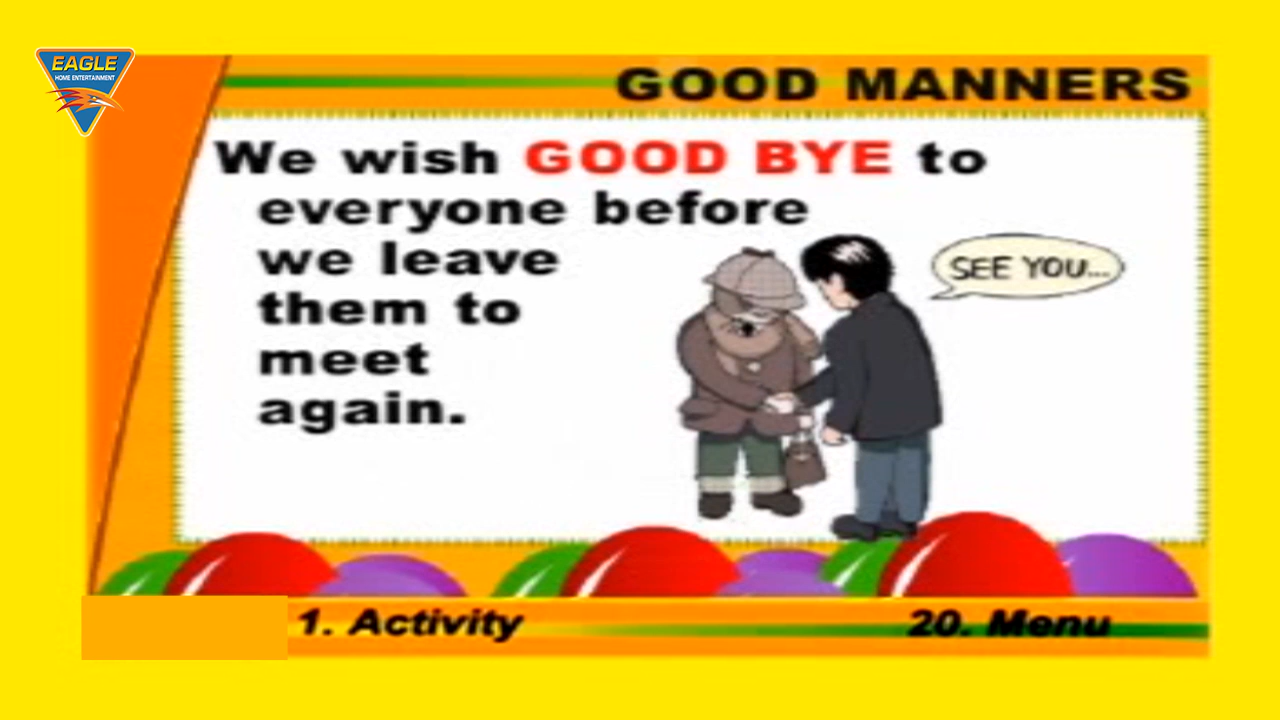 EAGLE
HOME ENTERTAINMENT
GOOD MANNERS
We wish GOOD BYE to
everyone before
we leave
them to
meet
again.
SEE YOU...
1. Activity
20. Menu